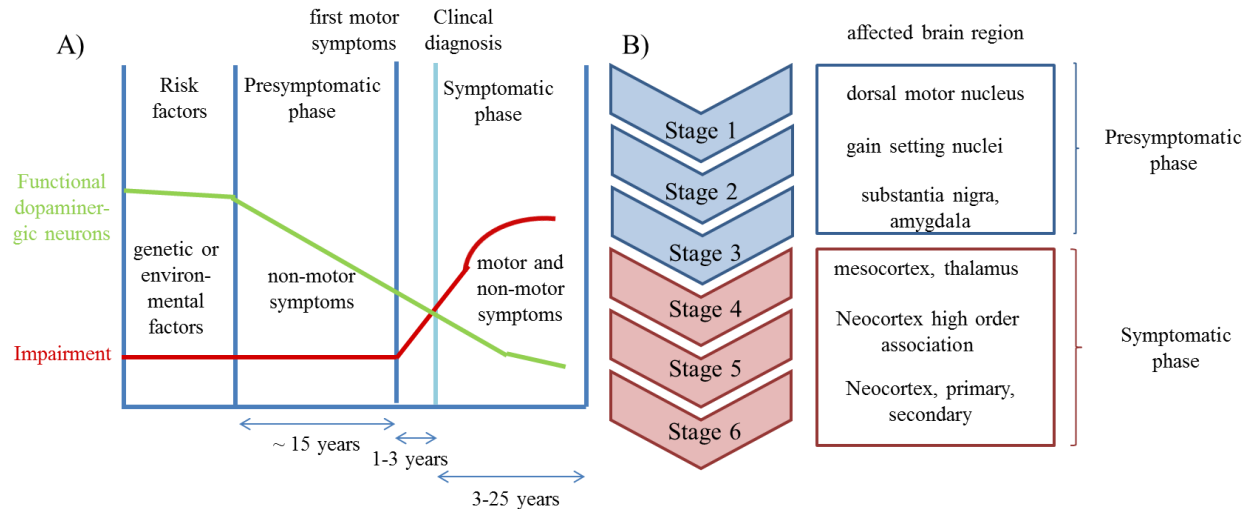 A)
first motor
symptoms
Clincal
diagnosis
Risk
factors
Presymptomatic
phase
Symptomatic
phase
Functional
dopaminer-
gic neurons
genetic or
environ-
mental
factors
non-motor
symptoms
motor and
non-motor
symptoms
Impairment
~ 15 years
1-3 years
3-25 years
B)
affected brain region
Stage 1
Stage 2
Stage 3
Stage 4
Stage 5
Stage 6
dorsal motor nucleus
gain setting nuclei
substantia nigra,
amygdala
mesocortex, thalamus
Neocortex high order
association
Neocortex, primary,
secondary
Presymptomatic
phase
Symptomatic
phase